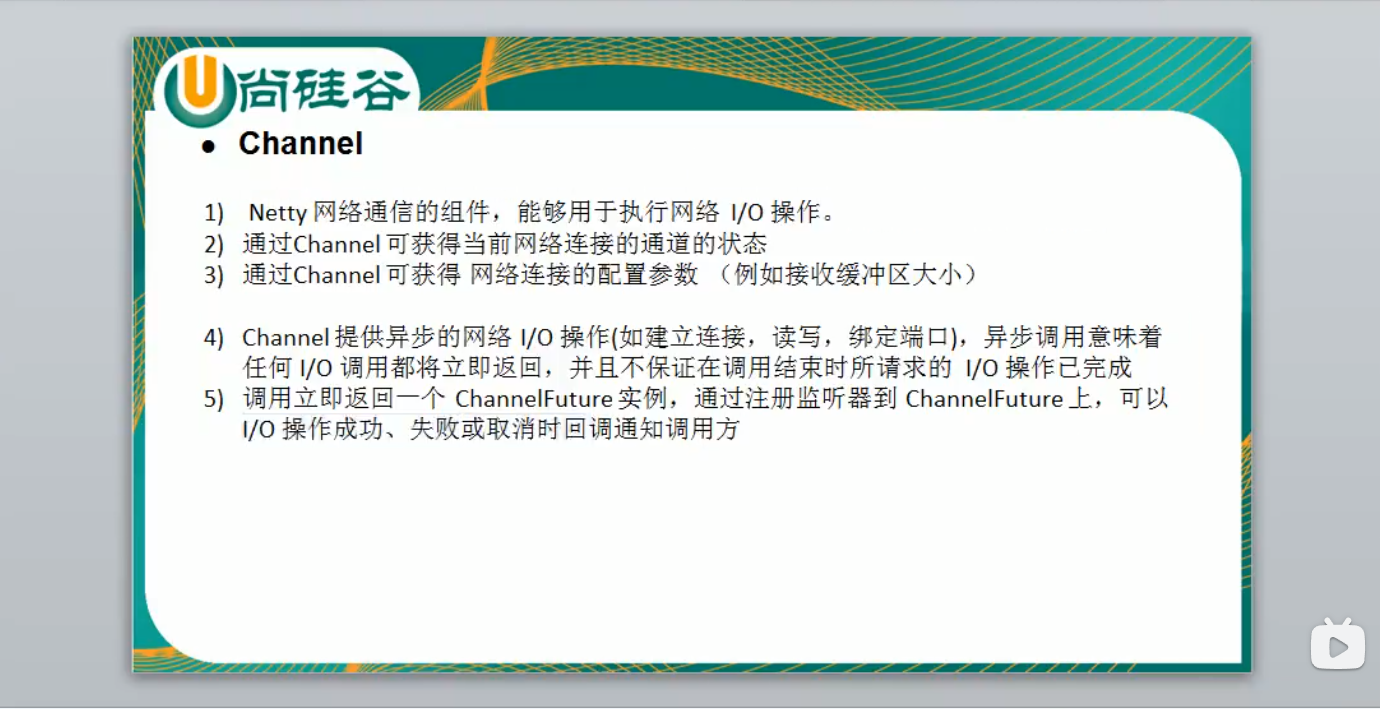 尚硅谷
● Channel
1) Netty 网络通信的组件，能够用于执行网络 I/O 操作。
2) 通过Channel 可获得当前网络连接的通道的状态
3) 通过Channel 可获得 网络连接的配置参数 （例如接收缓冲区大小）
4) Channel 提供异步的网络 I/O 操作(如建立连接，读写，绑定端口)，异步调用意味着
任何 I/O 调用都将立即返回，并且不保证在调用结束时所请求的 I/O 操作已完成
5) 调用立即返回一个 ChannelFuture 实例，通过注册监听器到 ChannelFuture 上，可以
I/O 操作成功、失败或取消时回调通知调用方